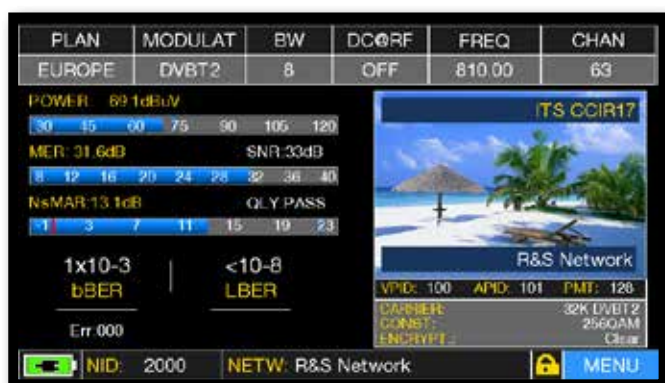 PLAN MODULAT BW DC@RF FREQ CHAN
EUROPE DVBT2 8 OFF 810.00 63
POWER: 69.1dBuV
30 45 60 75 90 105 120
MER: 31.6dB SNR:33dB
8 12 16 20 24 28 32 36 40
NsMAR:13.1dB QLY:PASS
-1 3 7 11 15 19 23
1x10-3 <10-8
bBER LBER
Err:000
ITS CCIR17
R&S Network
VPID: 100 APID: 101 PMT: 128
CARRIER: 32K DVBT2
CONST: 256QAM
ENCRYPT.: Clear
NID: 2000 NETW: R&S Network MENU